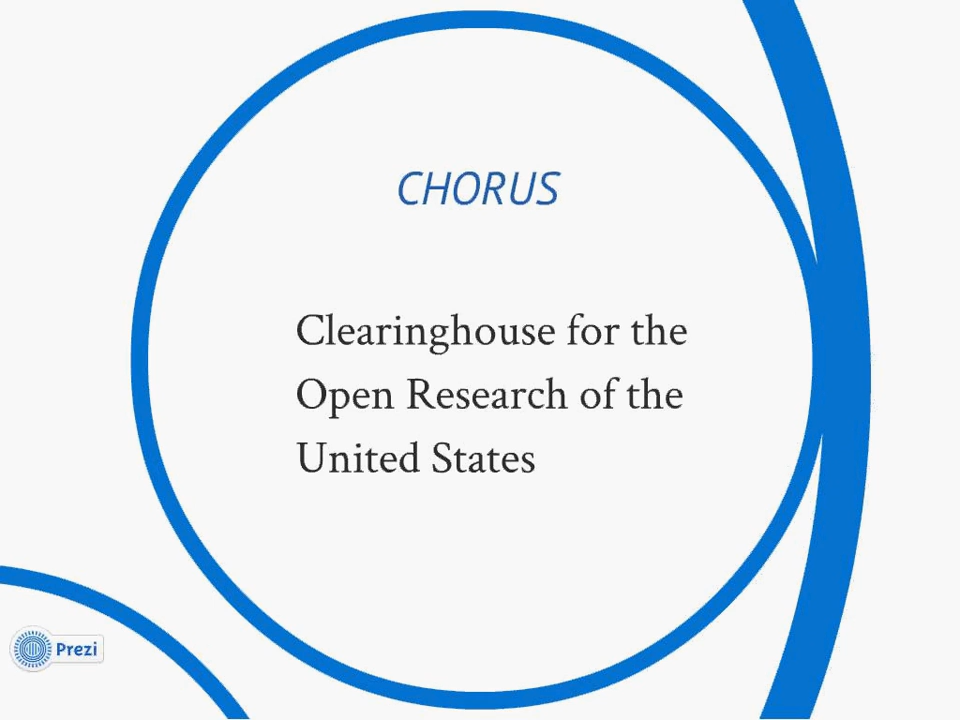 CHORUS
Clearinghouse for the
Open Research of the
United States
Prezi